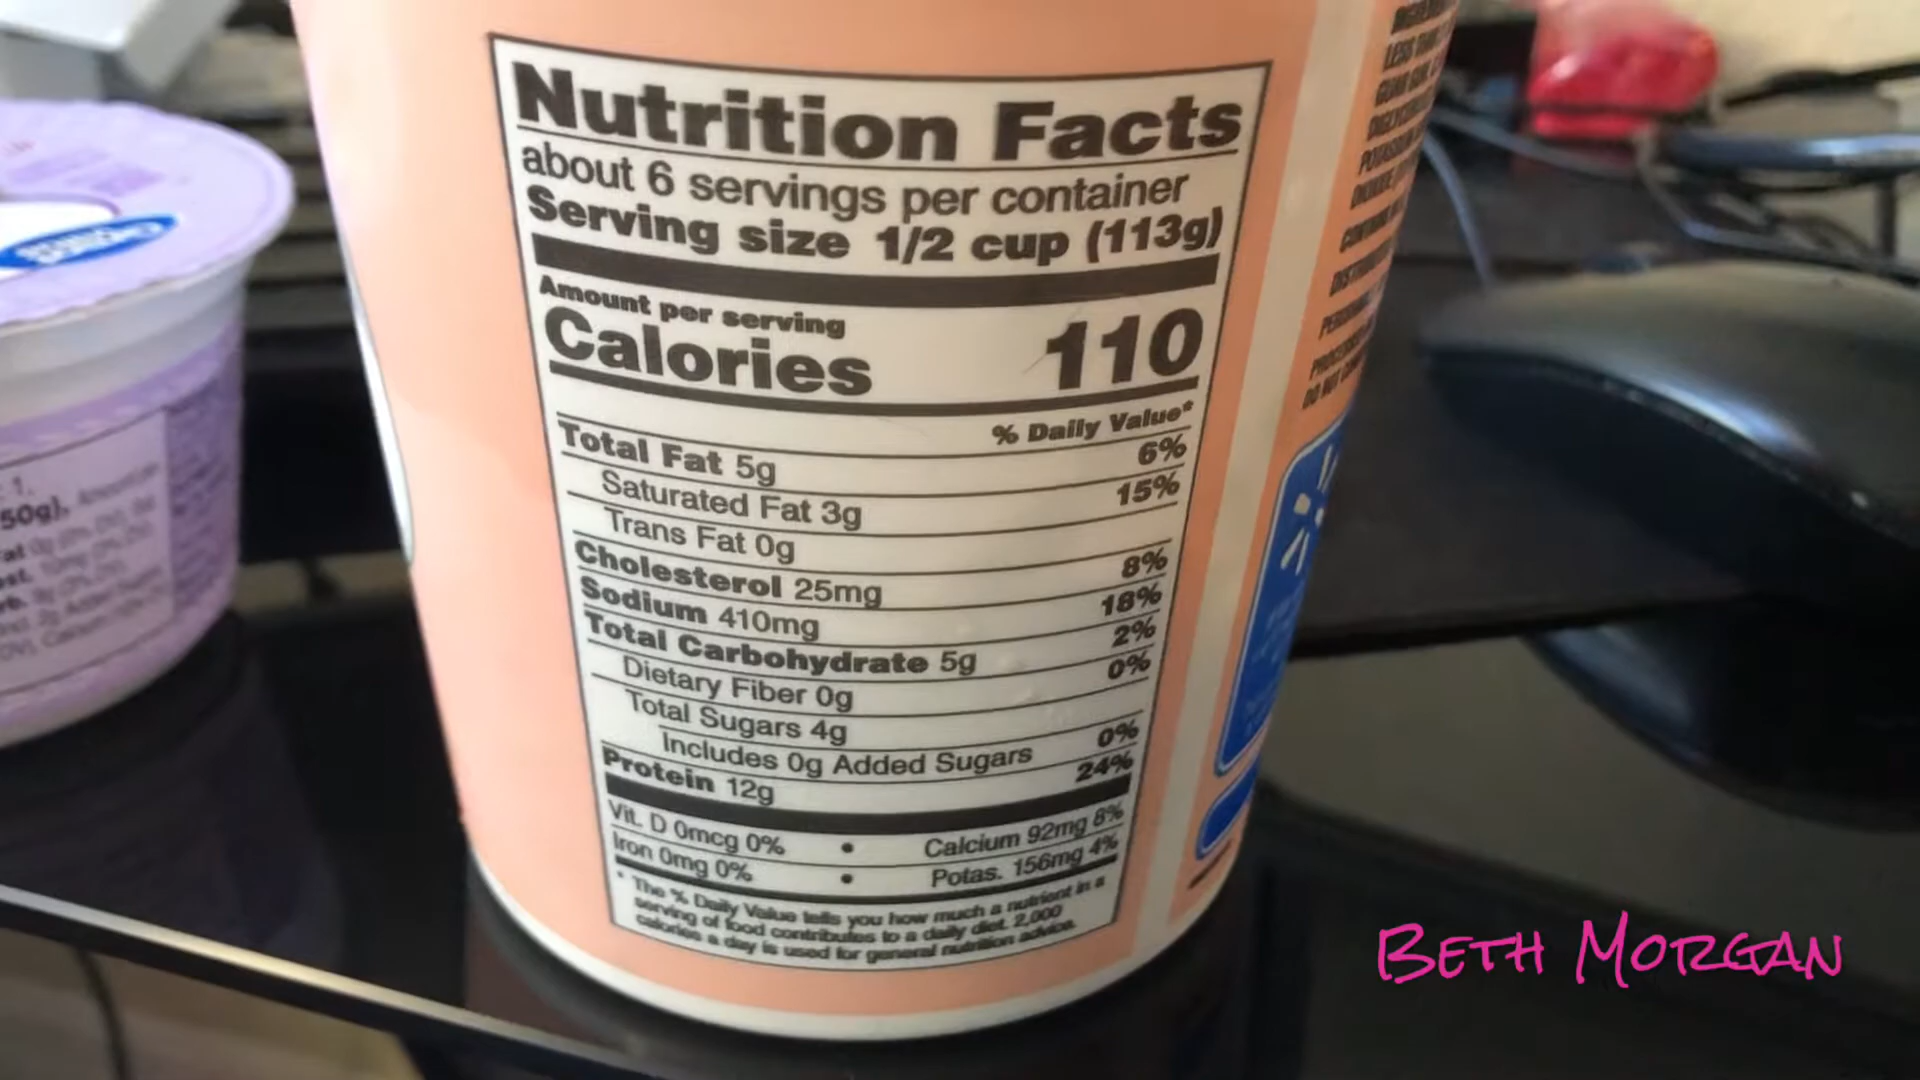 Nutrition Facts
about 6 servings per container
Serving size 1/2 cup (113g)
Amount per serving
Calories 110
% Daily Value*
Total Fat 5g 6%
Saturated Fat 3g 15%
Trans Fat 0g
Cholesterol 25mg 8%
Sodium 410mg 18%
Total Carbohydrate 5g 2%
Dietary Fiber 0g 0%
Total Sugars 4g
Includes 0g Added Sugars 0%
Protein 12g 24%
Vit. D 0mcg 0% • Calcium 92mg 8%
Iron 0mg 0% • Potas. 156mg 4%
* The % Daily Value tells you how much a nutrient in a
serving of food contributes to a daily diet. 2,000
calories a day is used for general nutrition advice.
50g),
BETH MORGAN